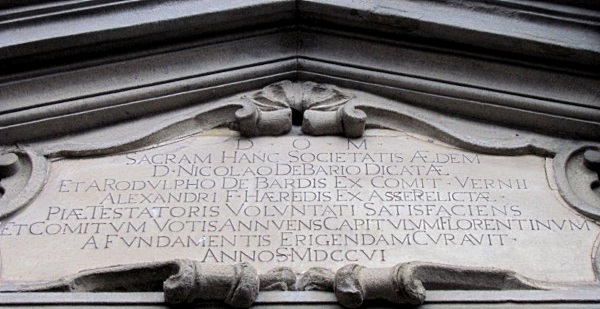 D O M
SACRAM HANC SOCIETATIS ÆDEM
D· NICOLAO DE BARIO DICATÆ
ET A RODVLPHO DE BARDIS EX COMIT· VERNII
ALEXANDRI F· HÆREDIS EX ASSE RELICTÆ
PIÆ TESTATORIS VOLVNTATI SATISFACIENS
ET COMITVM VOTIS ANNVENS CAPITVLVM FLORENTINVM
A FVNDAMENTIS ERIGENDAM CVRAVIT·
ANNO S· MDCCVI